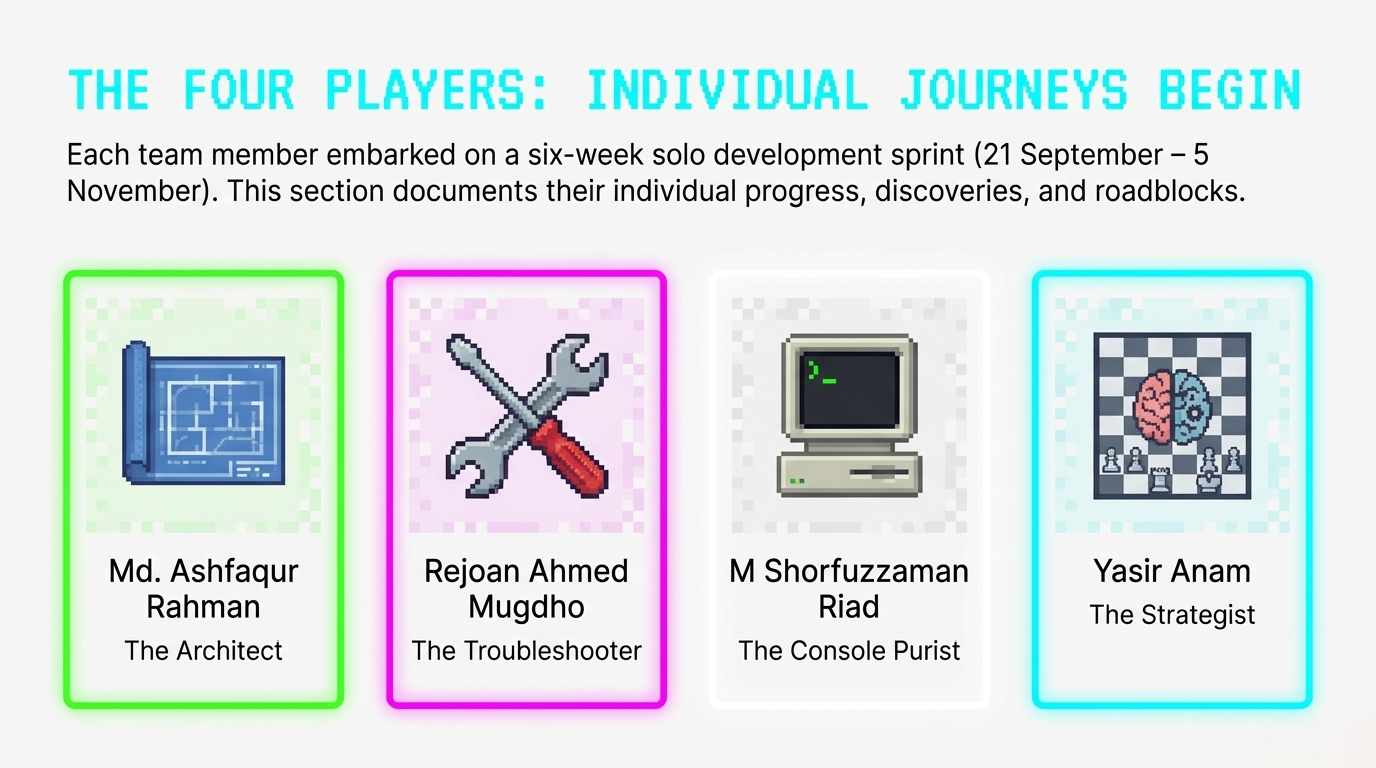 THE FOUR PLAYERS: INDIVIDUAL JOURNEYS BEGIN
Each team member embarked on a six-week solo development sprint (21 September – 5
November). This section documents their individual progress, discoveries, and roadblocks.
Md. Ashfaqur
Rahman
The Architect
Rejoan Ahmed
Mugdho
The Troubleshooter
>_
M Shorfuzzaman
Riad
The Console Purist
Yasir Anam
The Strategist